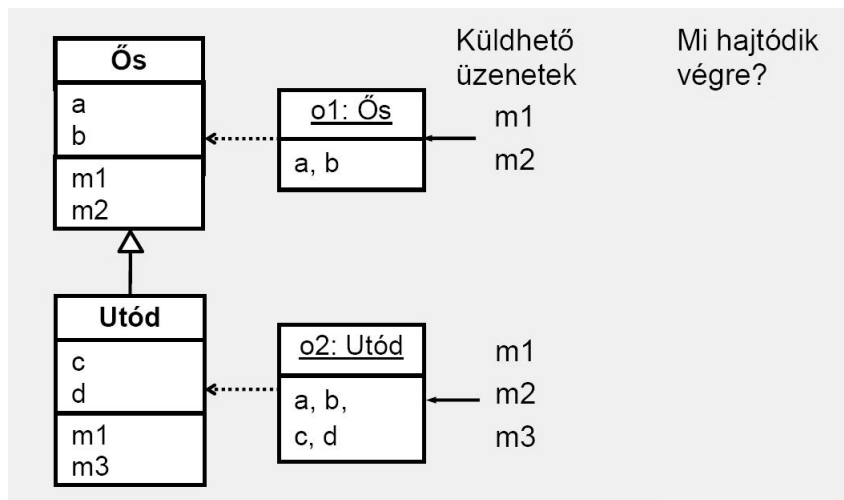 Ős
a
b
m1
m2
o1: Ős
a, b
Küldhető
üzenetek
m1
m2
Mi hajtódik
végre?
Utód
c
d
m1
m3
o2: Utód
a, b,
c, d
m1
m2
m3